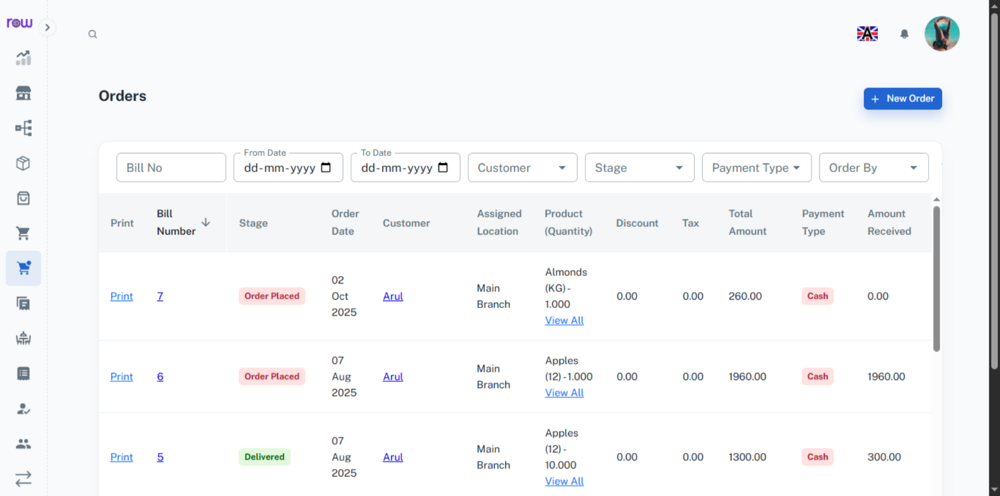 row
A
Orders
+ New Order
Bill No
From Date
dd-mm-yyyy
To Date
dd-mm-yyyy
Customer
Stage
Payment Type
Order By
Print
Bill
Number
Stage
Order
Date
Customer
Assigned
Location
Product
(Quantity)
Discount
Tax
Total
Amount
Payment
Type
Amount
Received
Print
7
Order Placed
02
Oct
2025
Arul
Main
Branch
Almonds
(KG) -
1.000
View All
0.00
0.00
260.00
Cash
0.00
Print
6
Order Placed
07
Aug
2025
Arul
Main
Branch
Apples
(12) - 1.000
View All
0.00
0.00
1960.00
Cash
1960.00
Print
5
Delivered
07
Aug
2025
Arul
Main
Branch
Apples
(12) -
10.000
View All
0.00
0.00
1300.00
Cash
300.00